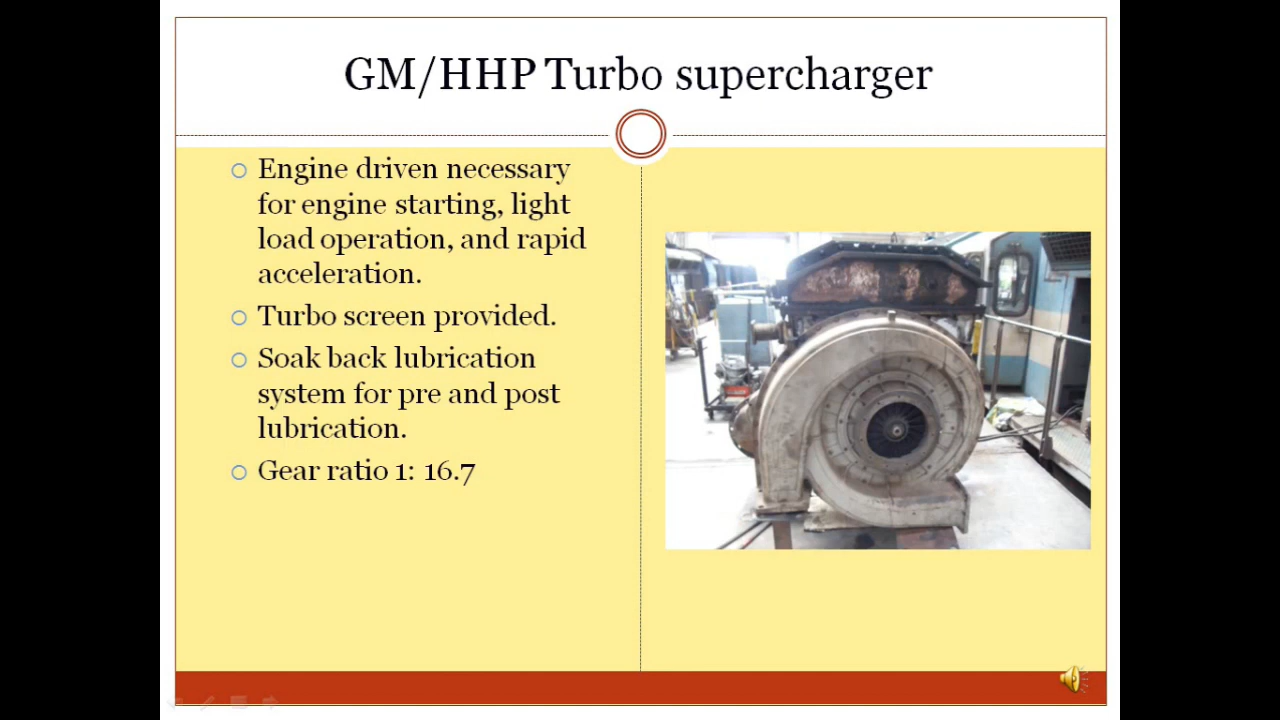 GM/HHP Turbo supercharger
Engine driven necessary
for engine starting, light
load operation, and rapid
acceleration.
Turbo screen provided.
Soak back lubrication
system for pre and post
lubrication.
Gear ratio 1: 16.7